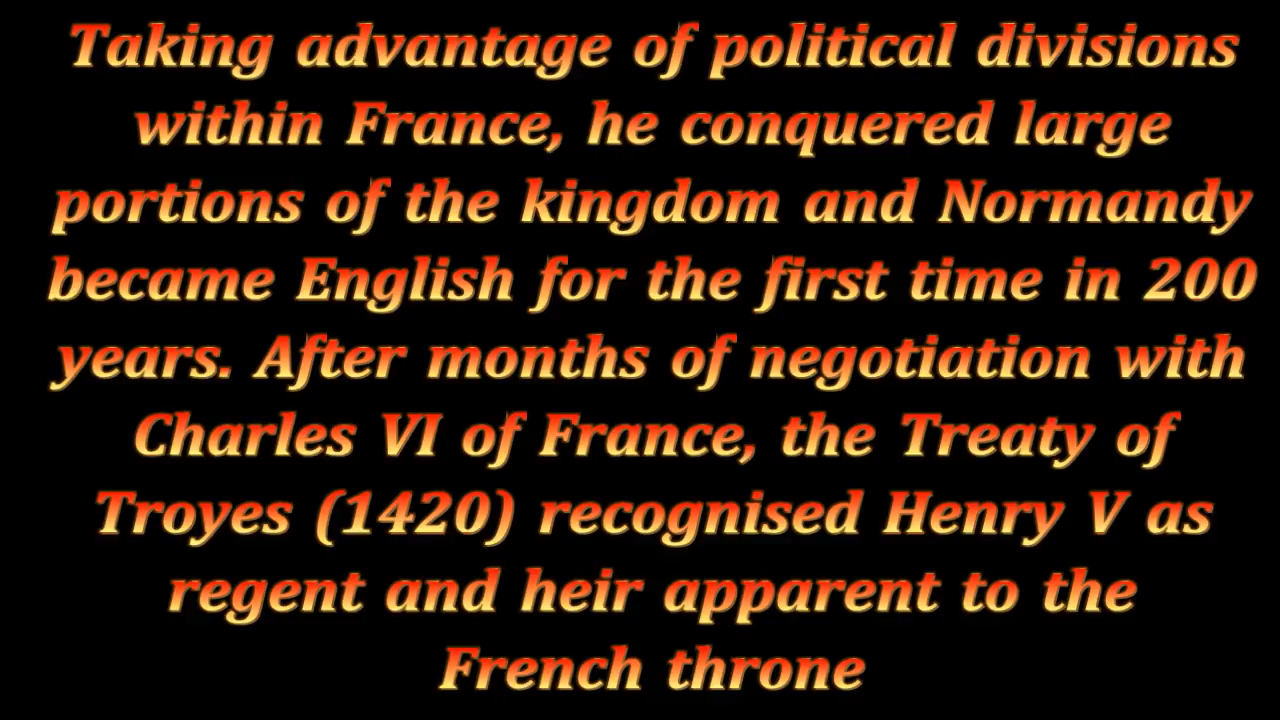 Taking advantage of political divisions
within France, he conquered large
portions of the kingdom and Normandy
became English for the first time in 200
years. After months of negotiation with
Charles VI of France, the Treaty of
Troyes (1420) recognised Henry V as
regent and heir apparent to the
French throne